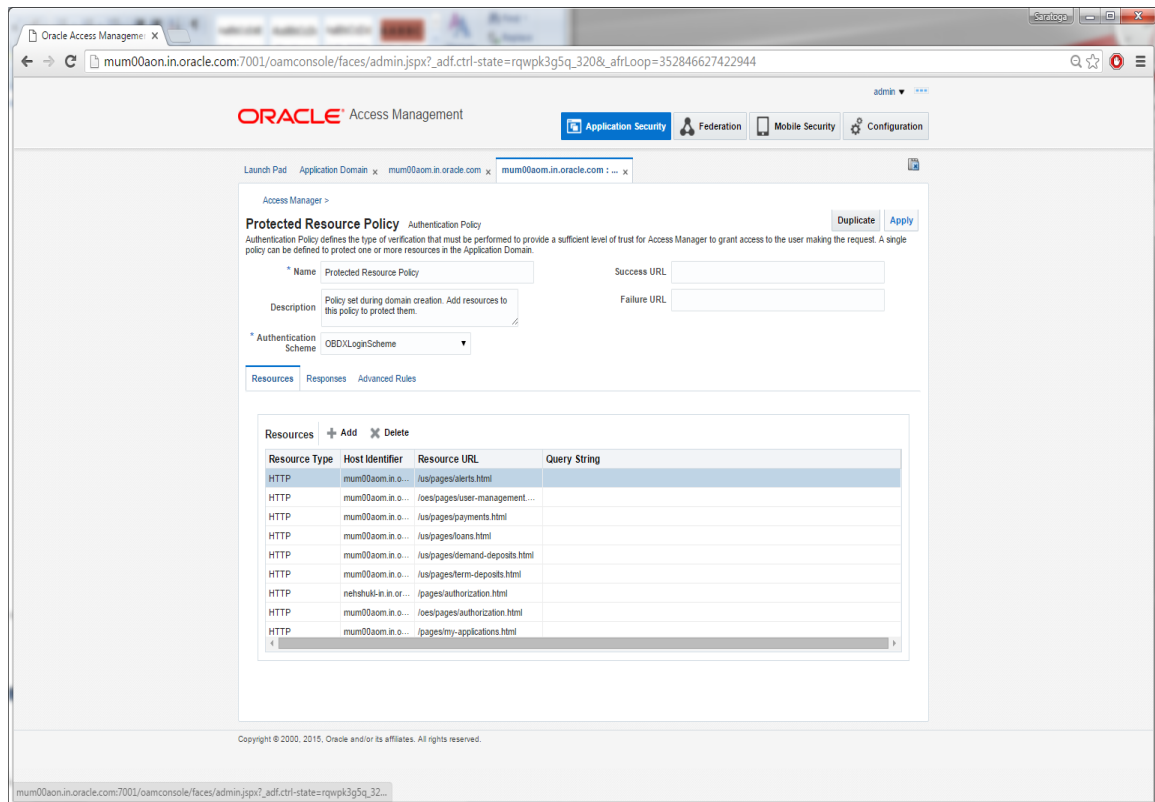 Saratoga
Oracle Access Managemen
mum00aon.in.oracle.com:7001/oamconsole/faces/admin.jspx?_adf.ctrl-state=rqwpk3g5q_320&_afrLoop=352846627422944
admin
ORACLE® Access Management
Application Security Federation Mobile Security Configuration
Launch Pad Application Domain x mum00aom.in.oracle.com x mum00aom.in.oracle.com : ... x
Access Manager >
Protected Resource Policy Authentication Policy
Duplicate Apply
Authentication Policy defines the type of verification that must be performed to provide a sufficient level of trust for Access Manager to grant access to the user making the request. A single
policy can be defined to protect one or more resources in the Application Domain.
* Name Protected Resource Policy Success URL
Description Policy set during domain creation. Add resources to
this policy to protect them.
Failure URL
* Authentication
Scheme OBDXLoginScheme
Resources Responses Advanced Rules
Resources Add Delete
Resource Type Host Identifier Resource URL Query String
HTTP mum00aom.in.o... /us/pages/alerts.html
HTTP mum00aom.in.o... /oes/pages/user-management....
HTTP mum00aom.in.o... /us/pages/payments.html
HTTP mum00aom.in.o... /us/pages/loans.html
HTTP mum00aom.in.o... /us/pages/demand-deposits.html
HTTP mum00aom.in.o... /us/pages/term-deposits.html
HTTP nehshukl-in.in.or... /pages/authorization.html
HTTP mum00aom.in.o... /oes/pages/authorization.html
HTTP mum00aom.in.o... /pages/my-applications.html
Copyright © 2000, 2015, Oracle and/or its affiliates. All rights reserved.
mum00aon.in.oracle.com:7001/oamconsole/faces/admin.jspx?_adf.ctrl-state=rqwpk3g5q_32...